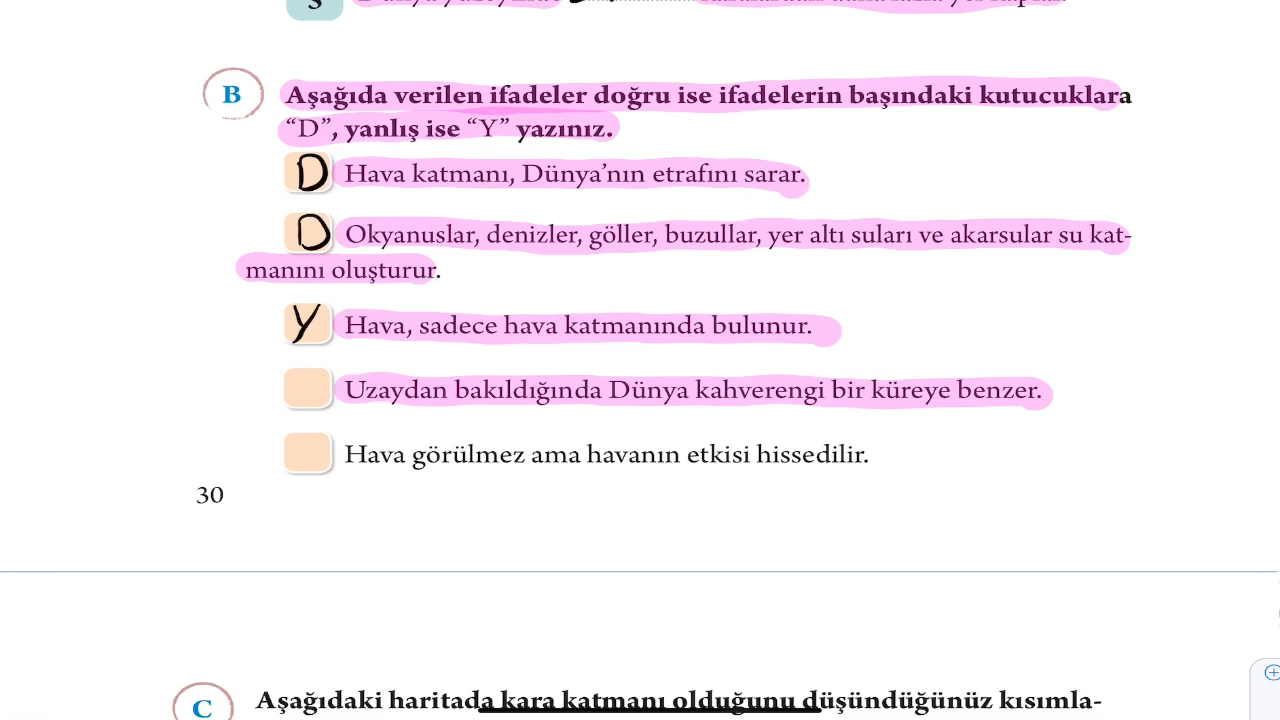 B
Aşağıda verilen ifadeler doğru ise ifadelerin başındaki kutucuklara
“D”, yanlış ise “Y” yazınız.
D Hava katmanı, Dünya’nın etrafını sarar.
D Okyanuslar, denizler, göller, buzullar, yer altı suları ve akarsular su kat-
manını oluşturur.
Y Hava, sadece hava katmanında bulunur.
Uzaydan bakıldığında Dünya kahverengi bir küreye benzer.
Hava görülmez ama havanın etkisi hissedilir.
30
C
Aşağıdaki haritada kara katmanı olduğunu düşündüğünüz kısımla-